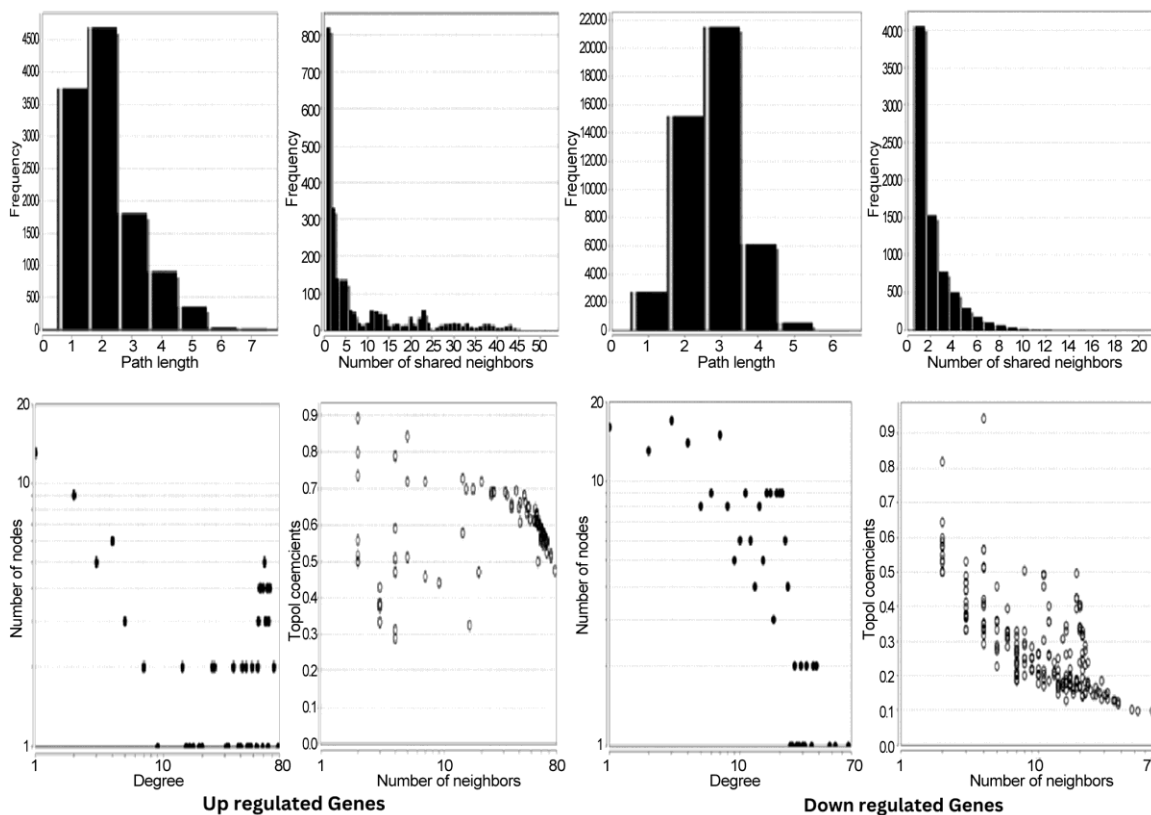 4500
4000
3500
3000
2500
2000
1500
1000
500
0
Frequency
0 1 2 3 4 5 6 7
Path length
800
700
600
500
400
300
200
100
0
Frequency
0 5 10 15 20 25 30 35 40 45 50
Number of shared neighbors
22000
20000
18000
16000
14000
12000
10000
8000
6000
4000
2000
0
Frequency
0 1 2 3 4 5 6
Path length
4000
3500
3000
2500
2000
1500
1000
500
0
Frequency
0 2 4 6 8 10 12 14 16 18 20
Number of shared neighbors
20
10
1
Number of nodes
1 10 80
Degree
0.9
0.8
0.7
0.6
0.5
0.4
0.3
0.2
0.1
0.0
Topol coemcients
1 10 80
Number of neighbors
20
10
1
Number of nodes
1 10 70
Degree
0.9
0.8
0.7
0.6
0.5
0.4
0.3
0.2
0.1
0.0
Topol coemcients
1 10 7
Number of neighbors
Up regulated Genes
Down regulated Genes